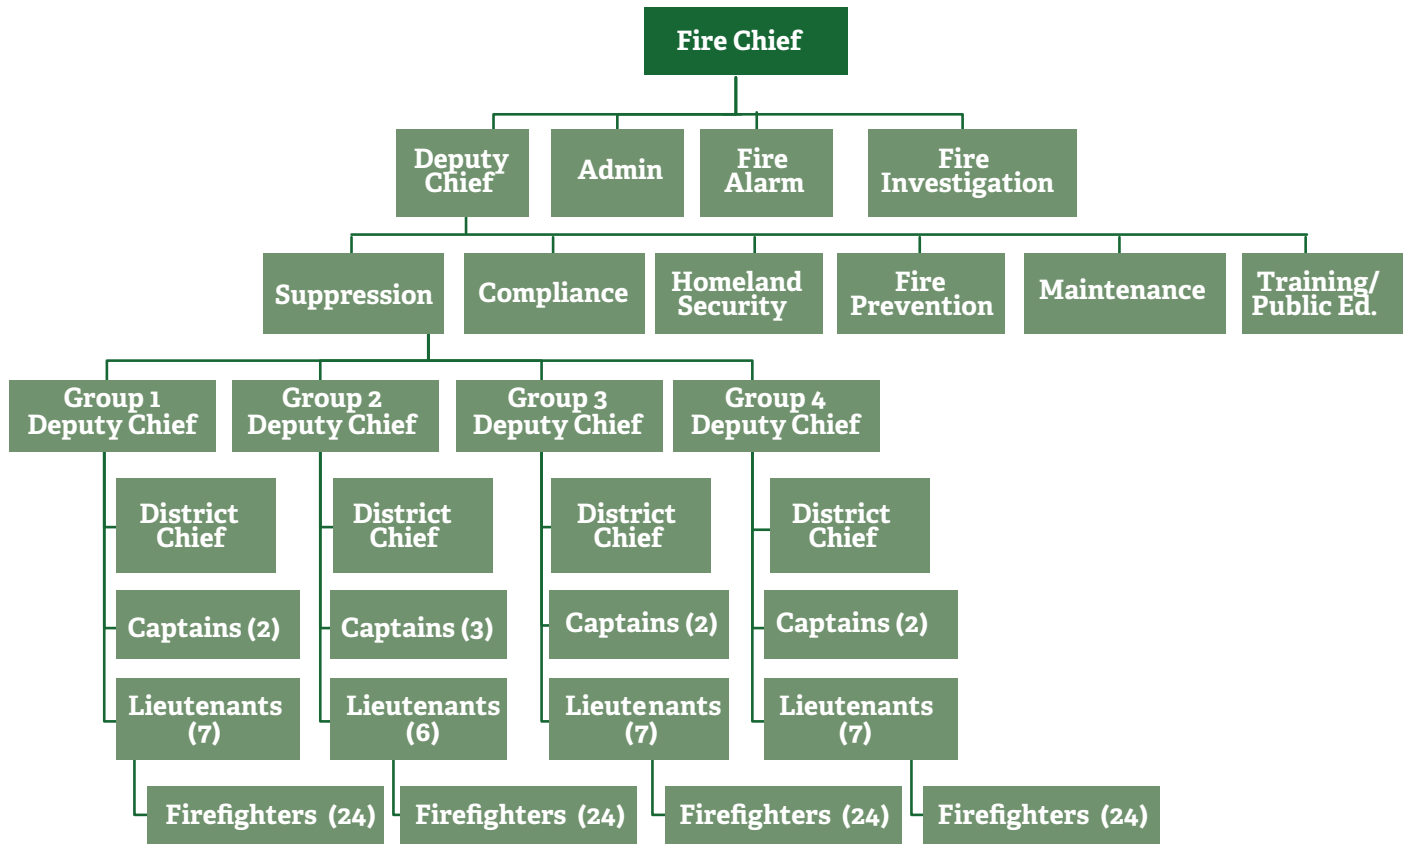 Fire Chief
Deputy
Chief
Admin
Fire
Alarm
Fire
Investigation
Suppression
Compliance
Homeland
Security
Fire
Prevention
Maintenance
Training/
Public Ed.
Group 1
Deputy Chief
Group 2
Deputy Chief
Group 3
Deputy Chief
Group 4
Deputy Chief
District
Chief
District
Chief
District
Chief
District
Chief
Captains (2)
Captains (3)
Captains (2)
Captains (2)
Lieutenants
(7)
Lieutenants
(6)
Lieutenants
(7)
Lieutenants
(7)
Firefighters (24)
Firefighters (24)
Firefighters (24)
Firefighters (24)